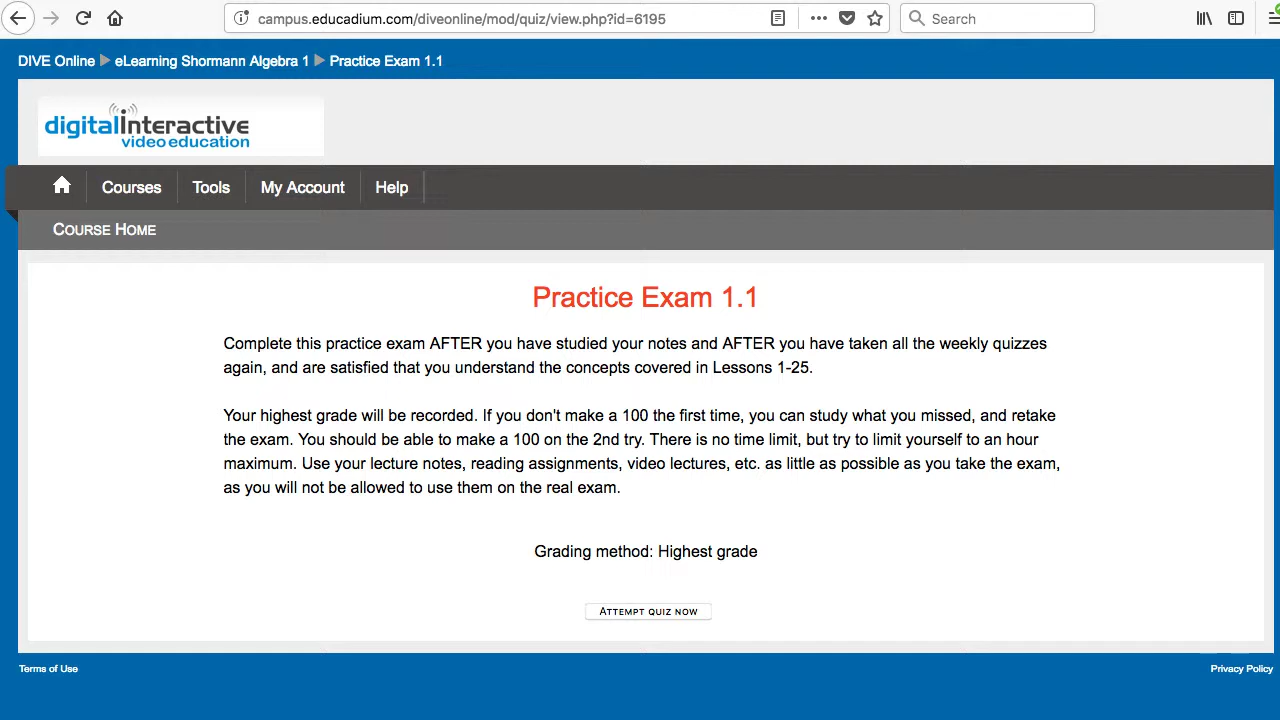 campus.educadium.com/diveonline/mod/quiz/view.php?id=6195
Search
DIVE Online eLearning Shormann Algebra 1 Practice Exam 1.1
digitalinteractive
videoeducation
Courses Tools My Account Help
COURSE HOME
Practice Exam 1.1
Complete this practice exam AFTER you have studied your notes and AFTER you have taken all the weekly quizzes
again, and are satisfied that you understand the concepts covered in Lessons 1-25.
Your highest grade will be recorded. If you don't make a 100 the first time, you can study what you missed, and retake
the exam. You should be able to make a 100 on the 2nd try. There is no time limit, but try to limit yourself to an hour
maximum. Use your lecture notes, reading assignments, video lectures, etc. as little as possible as you take the exam,
as you will not be allowed to use them on the real exam.
Grading method: Highest grade
ATTEMPT QUIZ NOW
Terms of Use Privacy Policy